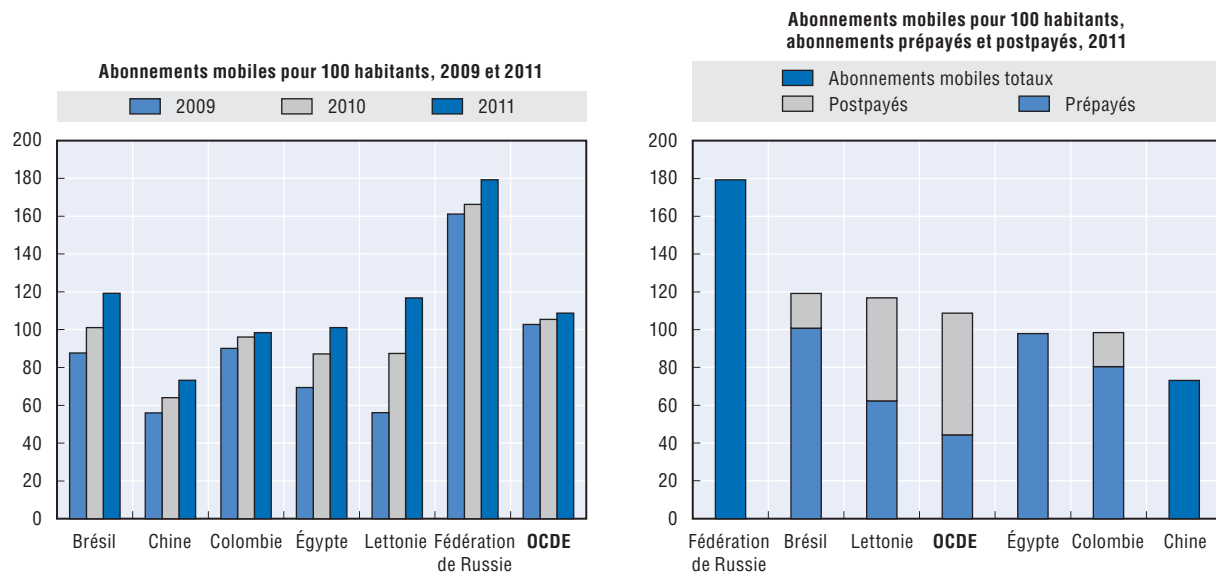 Abonnements mobiles pour 100 habitants, 2009 et 2011
2009 2010 2011
200
180
160
140
120
100
80
60
40
20
0
Brésil Chine Colombie Égypte Lettonie Fédération de Russie OCDE
Abonnements mobiles pour 100 habitants,
abonnements prépayés et postpayés, 2011
Abonnements mobiles totaux
Postpayés Prépayés
200
180
160
140
120
100
80
60
40
20
0
Fédération de Russie Brésil Lettonie OCDE Égypte Colombie Chine